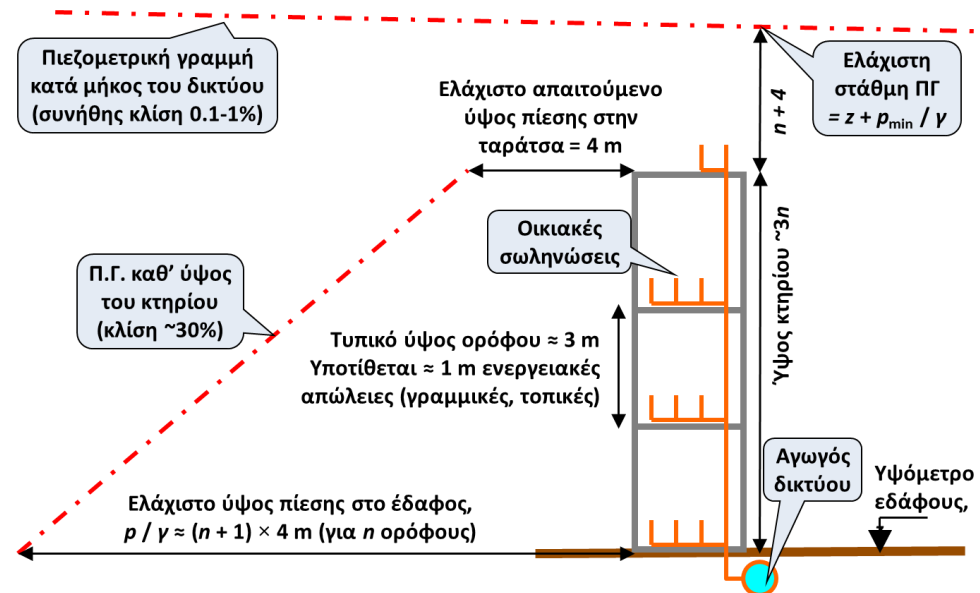 Πιεζομετρική γραμμή
κατά μήκος του δικτύου
(συνήθης κλίση 0.1-1%)
Ελάχιστο απαιτούμενο
ύψος πίεσης στην
ταράτσα = 4 m
n + 4
Ελάχιστη
στάθμη ΠΓ
= z + pmin / γ
Οικιακές
σωληνώσεις
Π.Γ. καθ’ ύψος
του κτηρίου
(κλίση ~30%)
Τυπικό ύψος ορόφου ≈ 3 m
Υποτίθεται ≈ 1 m ενεργειακές
απώλειες (γραμμικές, τοπικές)
Ύψος κτηρίου ~3n
Αγωγός
δικτύου
Υψόμετρο
εδάφους,
Ελάχιστο ύψος πίεσης στο έδαφος,
p / γ ≈ (n + 1) × 4 m (για n ορόφους)